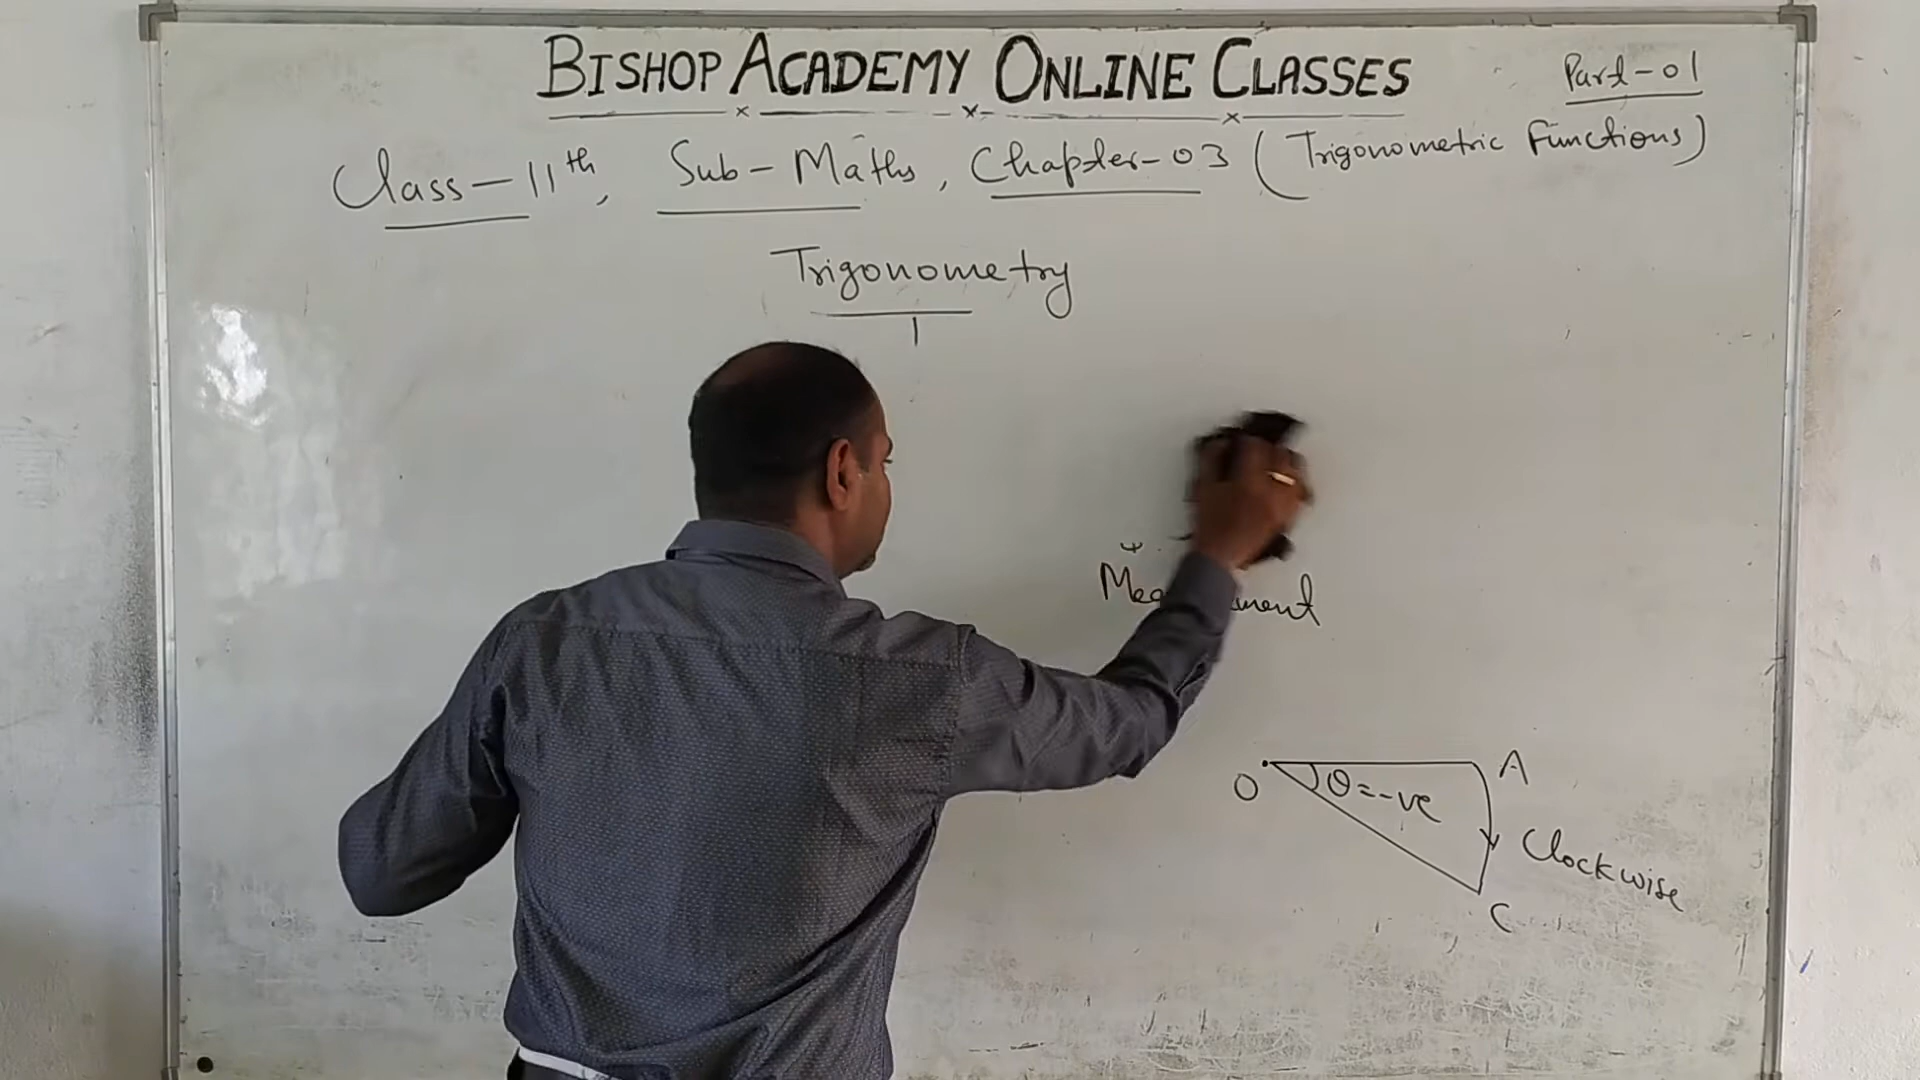 BISHOP ACADEMY ONLINE CLASSES
Part-01
Class-11th, Sub-Maths, Chapter-03 (Trigonometric Functions)
Trigonometry
O θ=-ve A
Clockwise
C